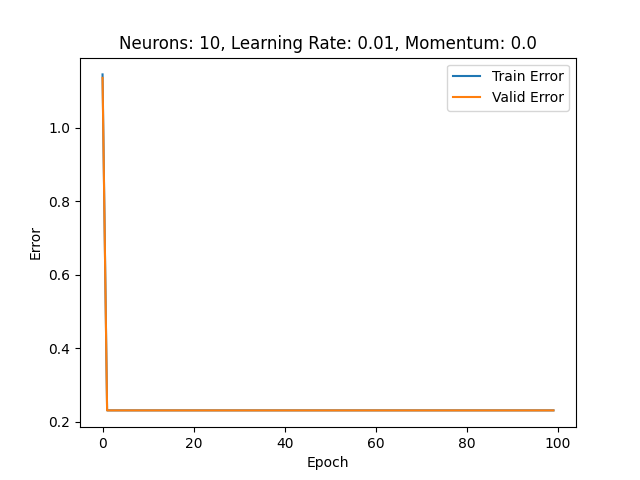 Neurons: 10, Learning Rate: 0.01, Momentum: 0.0
Train Error
Valid Error
1.0
0.8
0.6
0.4
0.2
Error
0 20 40 60 80 100
Epoch